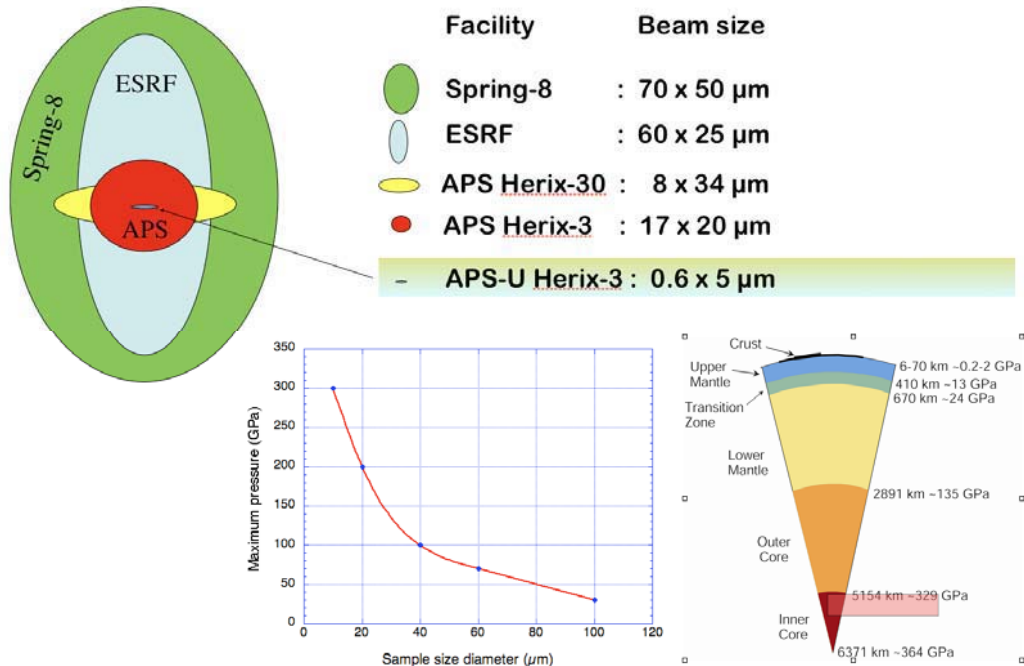 Facility Beam size
Spring-8 : 70 x 50 µm
ESRF : 60 x 25 µm
APS Herix-30 : 8 x 34 µm
APS Herix-3 : 17 x 20 µm
APS-U Herix-3 : 0.6 x 5 µm
ESRF
Spring-8
APS
350
300
250
200
150
100
50
0
Maximum pressure (GPa)
0 20 40 60 80 100 120
Sample size diameter (µm)
Crust
Upper
Mantle
Transition
Zone
Lower
Mantle
Outer
Core
Inner
Core
6-70 km ~0.2-2 GPa
410 km ~13 GPa
670 km ~24 GPa
2891 km ~135 GPa
5154 km ~329 GPa
6371 km ~364 GPa